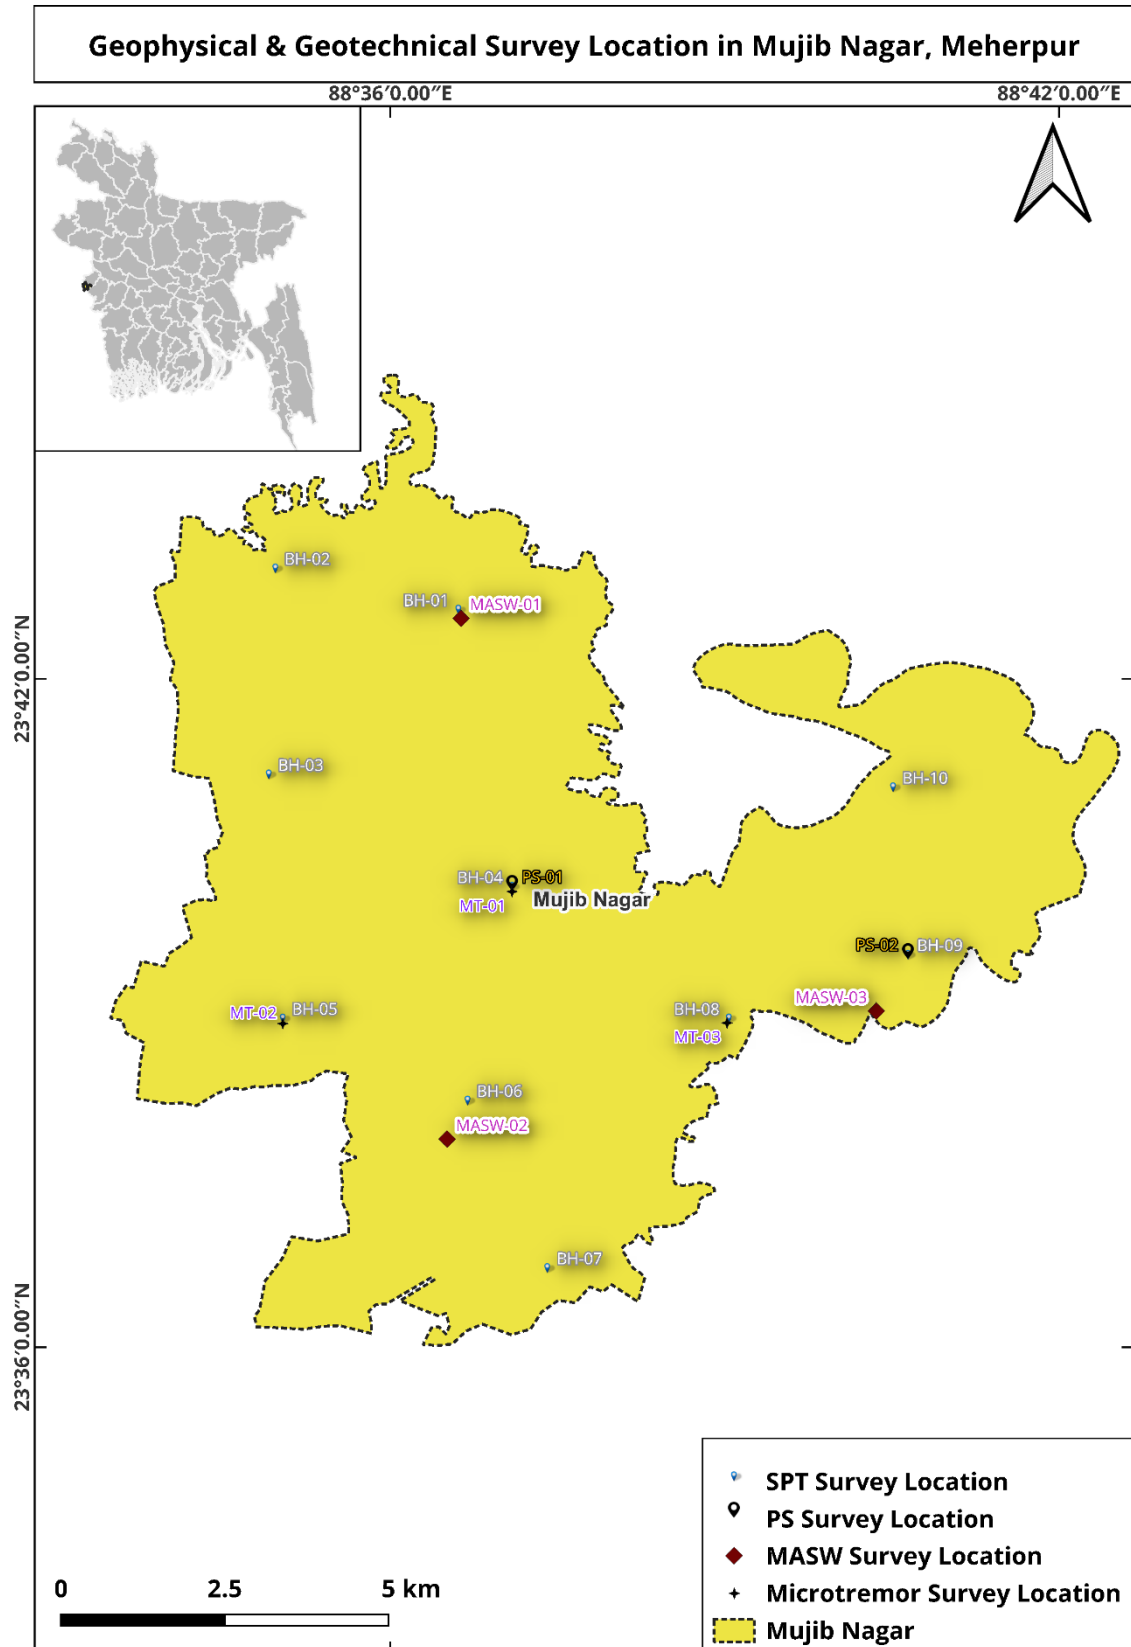 Geophysical & Geotechnical Survey Location in Mujib Nagar, Meherpur
88°36′0.00″E
88°42′0.00″E
BH-02
BH-01
MASW-01
23°42′0.00″N
BH-03
BH-10
BH-04
PS-01
MT-01
Mujib Nagar
PS-02
BH-09
MASW-03
MT-02
BH-05
BH-08
MT-03
BH-06
MASW-02
BH-07
23°36′0.00″N
SPT Survey Location
PS Survey Location
MASW Survey Location
Microtremor Survey Location
Mujib Nagar
0 2.5 5 km